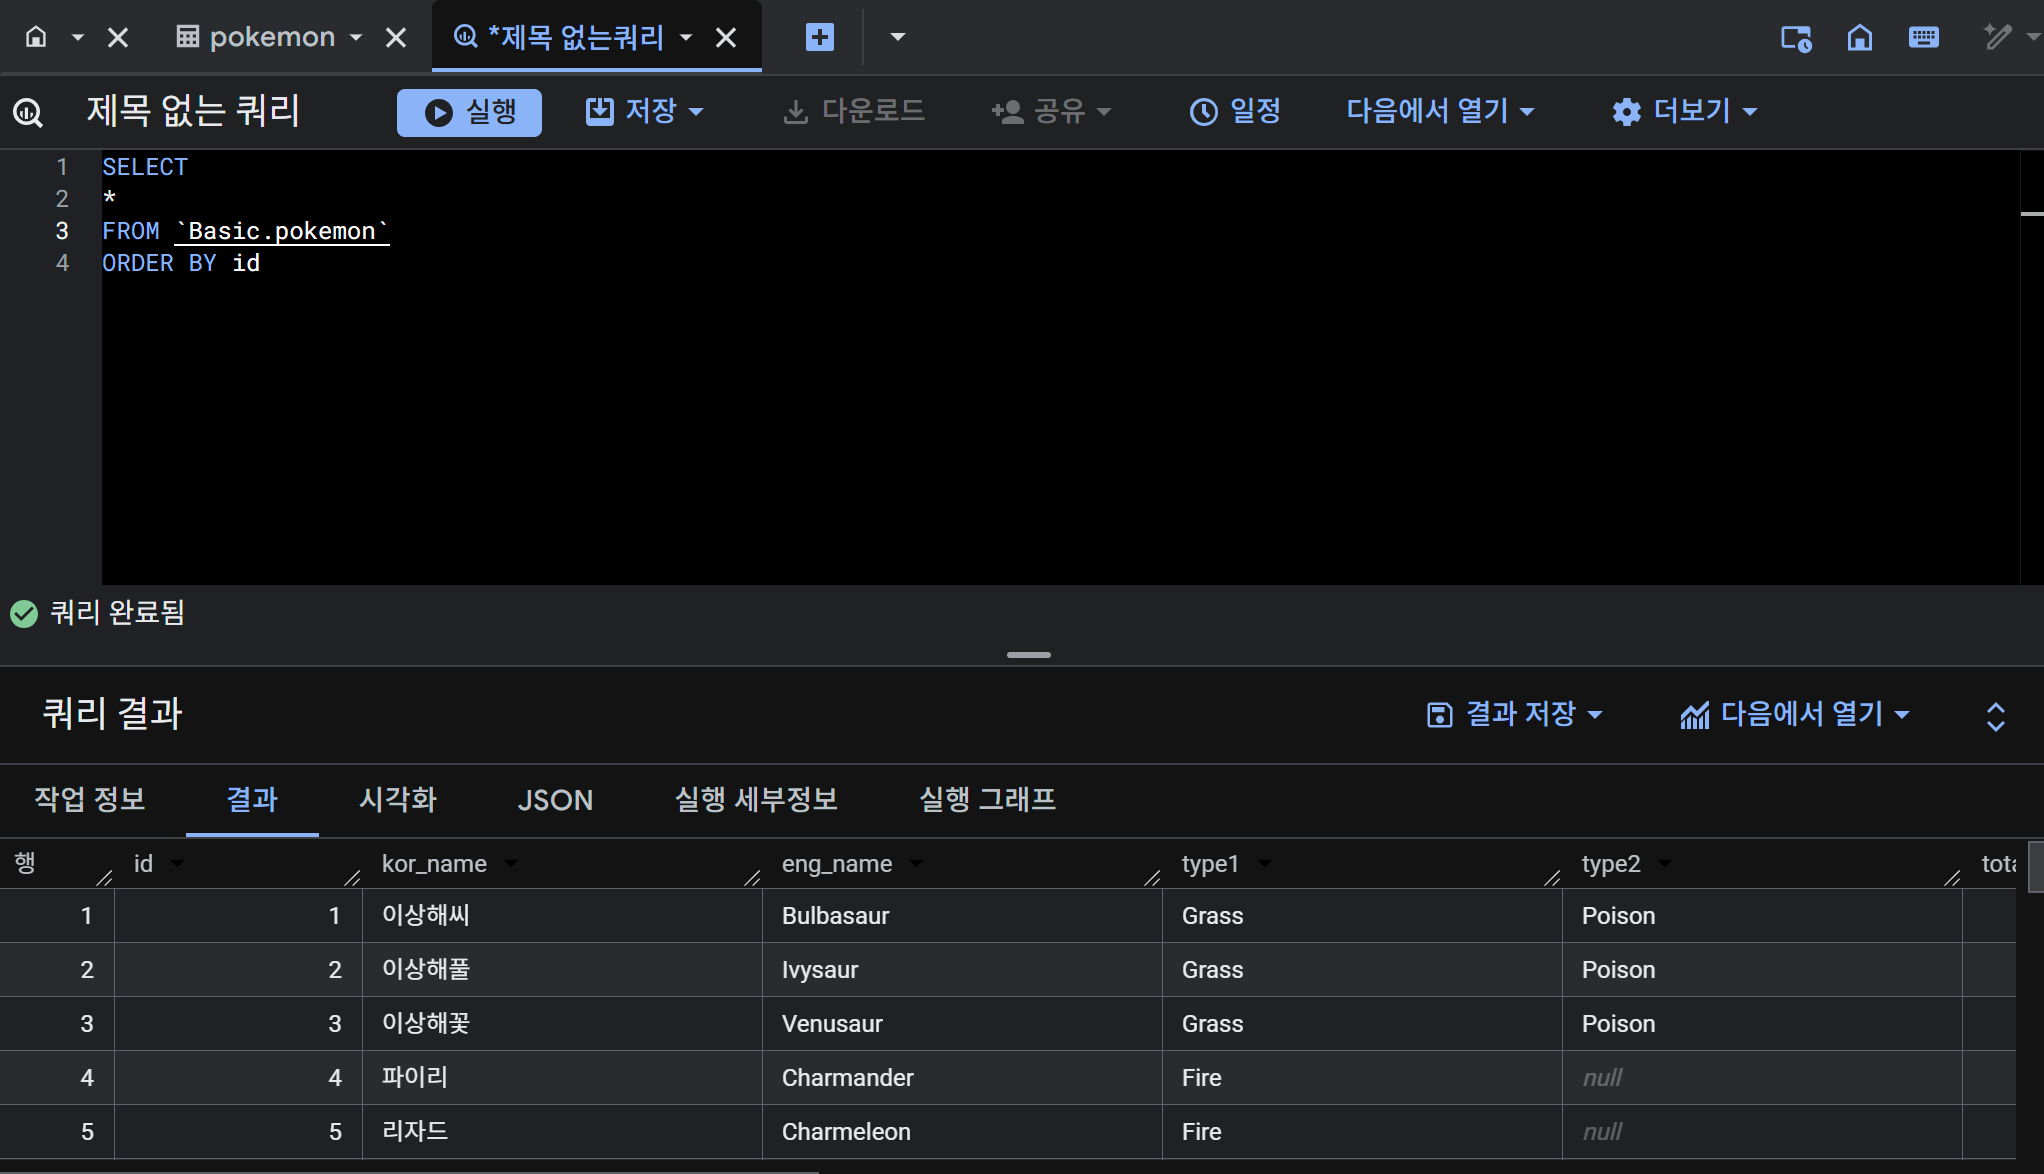 pokemon *제목 없는쿼리
제목 없는 쿼리 실행 저장 다운로드 공유 일정 다음에서 열기 더보기
1 SELECT
2 *
3 FROM `Basic.pokemon`
4 ORDER BY id
쿼리 완료됨
쿼리 결과 결과 저장 다음에서 열기
작업 정보 결과 시각화 JSON 실행 세부정보 실행 그래프
행 id kor_name eng_name type1 type2 tota
1 1 이상해씨 Bulbasaur Grass Poison
2 2 이상해풀 Ivysaur Grass Poison
3 3 이상해꽃 Venusaur Grass Poison
4 4 파이리 Charmander Fire null
5 5 리자드 Charmeleon Fire null